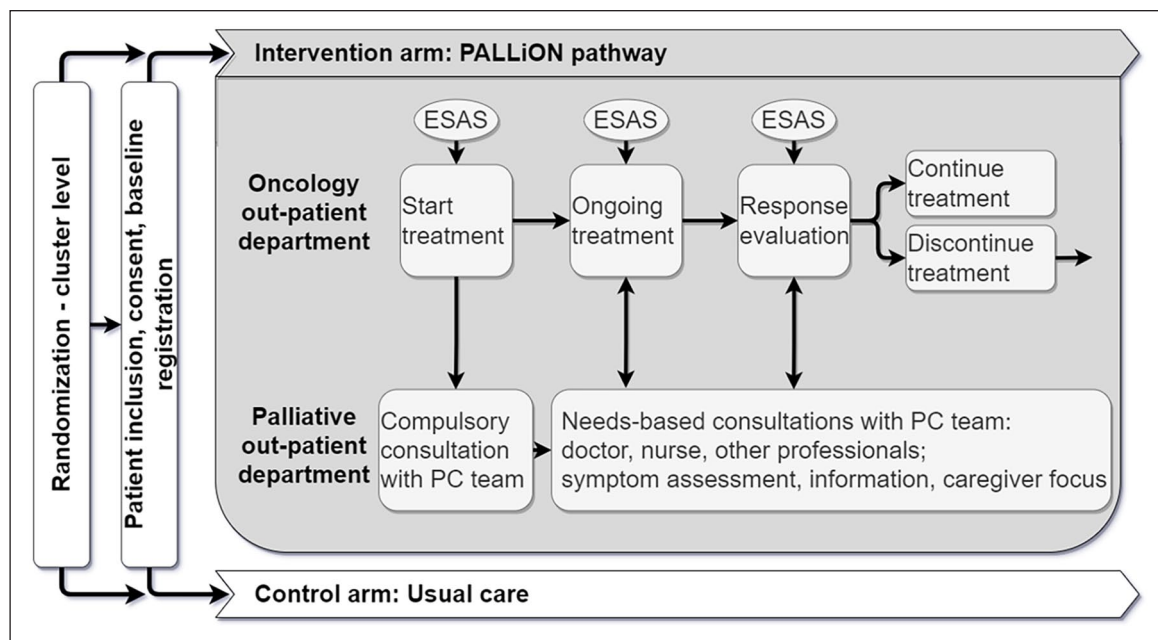 Randomization - cluster level
Patient inclusion, consent, baseline
registration
Intervention arm: PALLiON pathway
ESAS
ESAS
ESAS
Oncology
out-patient
department
Start
treatment
Ongoing
treatment
Response
evaluation
Continue
treatment
Discontinue
treatment
Palliative
out-patient
department
Compulsory
consultation
with PC team
Needs-based consultations with PC team:
doctor, nurse, other professionals;
symptom assessment, information, caregiver focus
Control arm: Usual care